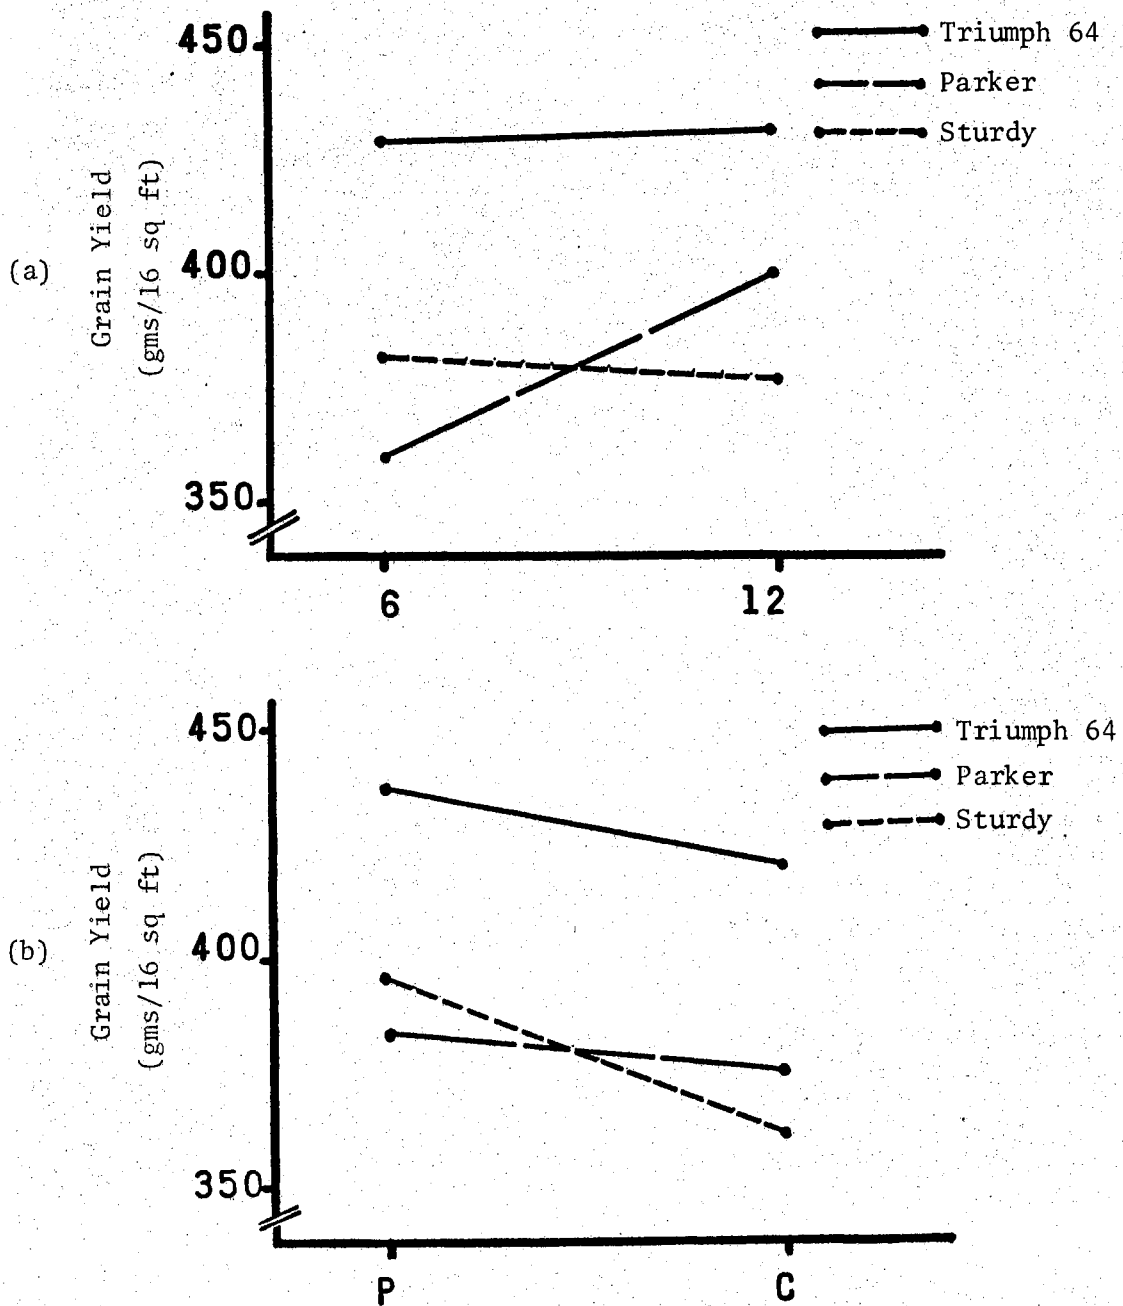 450
Triumph 64
Parker
Sturdy
(a)
Grain Yield
(gms/16 sq ft)
400
350
6
12
450
Triumph 64
Parker
Sturdy
(b)
Grain Yield
(gms/16 sq ft)
400
350
P
C